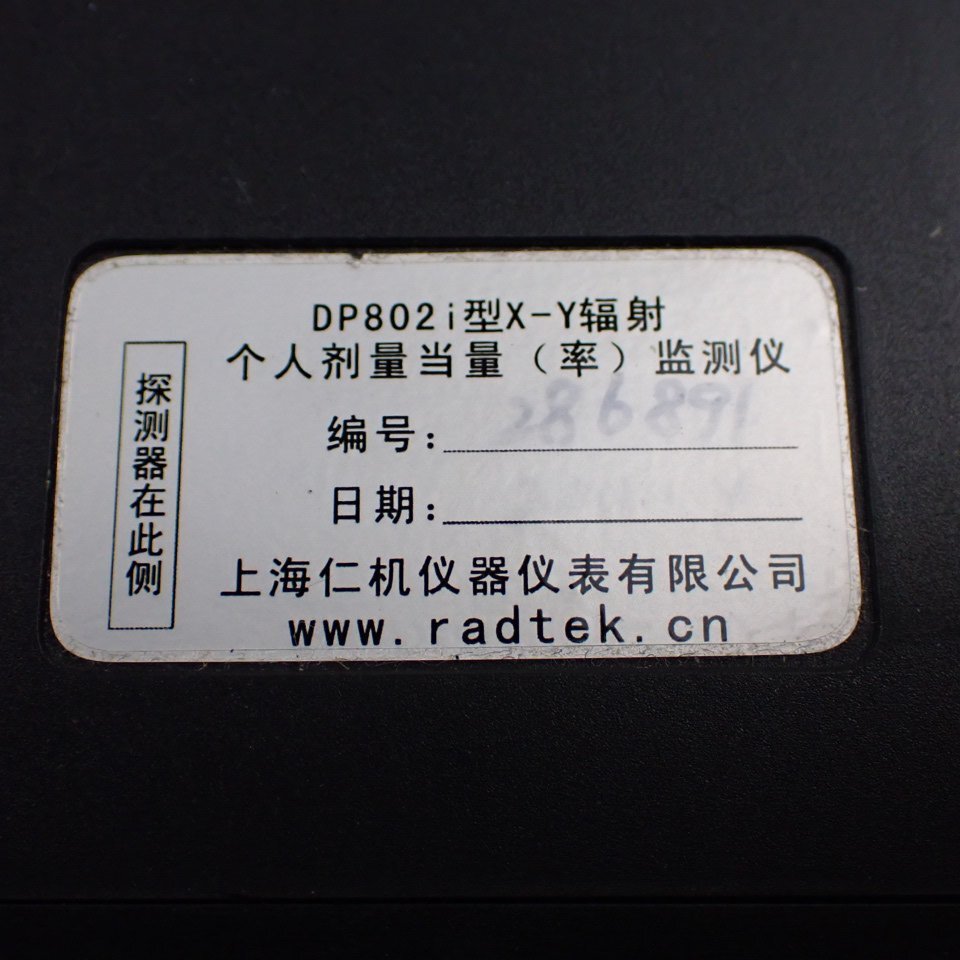 DP802i型X-Y辐射
个人剂量当量（率）监测仪
探测器在此侧
编号: 286891
日期:
上海仁机仪器仪表有限公司
www.radtek.cn